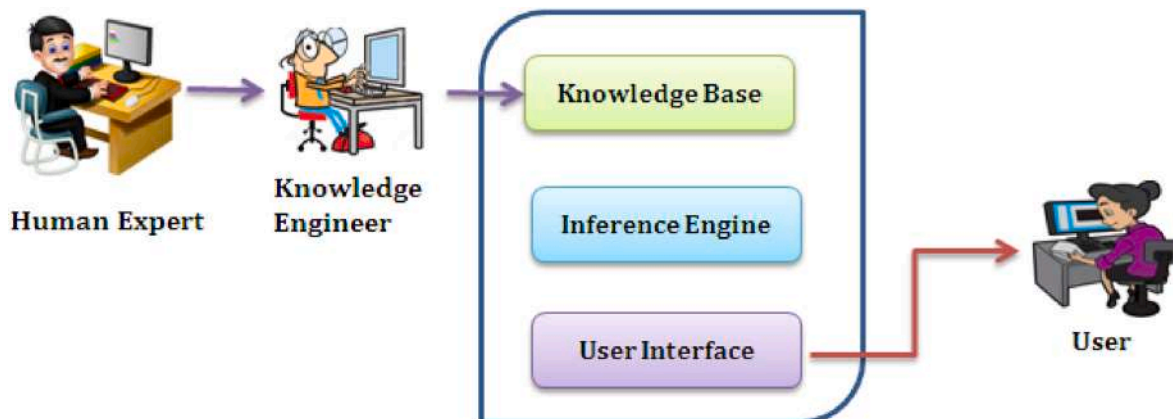 Human Expert
Knowledge
Engineer
Knowledge Base
Inference Engine
User Interface
User